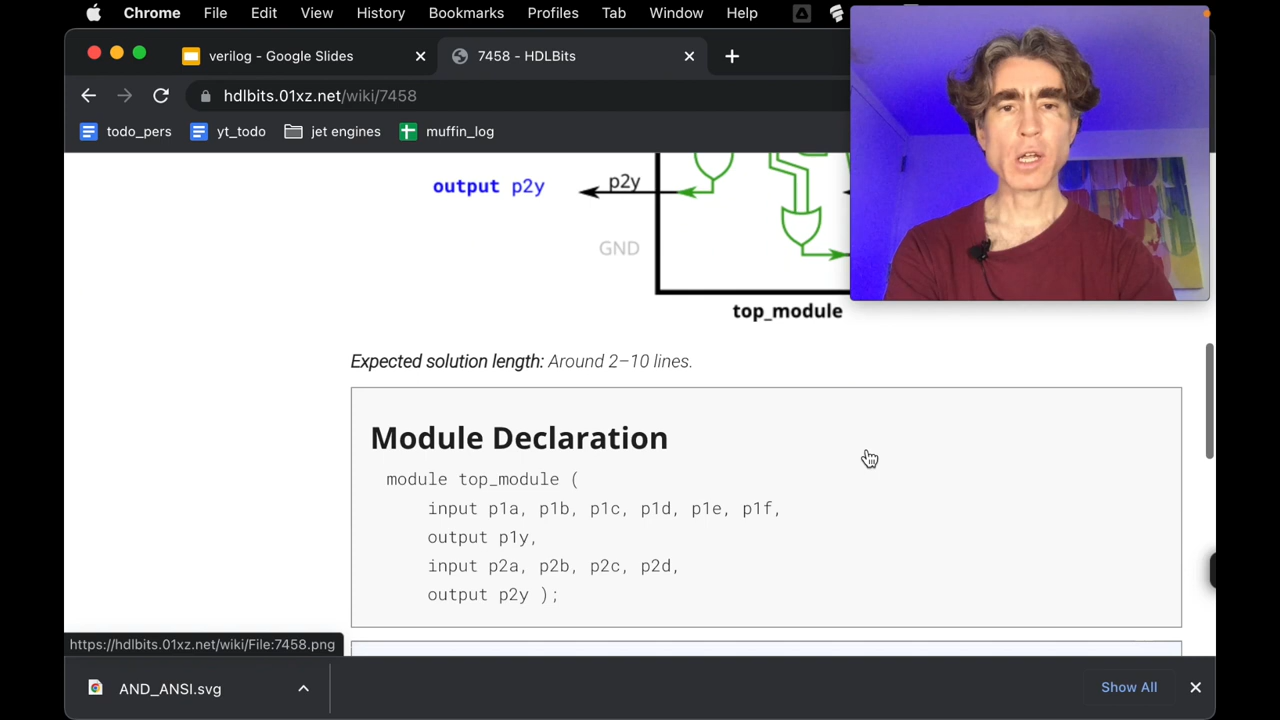 Chrome File Edit View History Bookmarks Profiles Tab Window Help
verilog - Google Slides
7458 - HDLBits
hdlbits.01xz.net/wiki/7458
todo_pers yt_todo jet engines muffin_log
output p2y
p2y
GND
top_module
Expected solution length: Around 2–10 lines.
Module Declaration
module top_module (
input p1a, p1b, p1c, p1d, p1e, p1f,
output p1y,
input p2a, p2b, p2c, p2d,
output p2y );
https://hdlbits.01xz.net/wiki/File:7458.png
AND_ANSI.svg
Show All